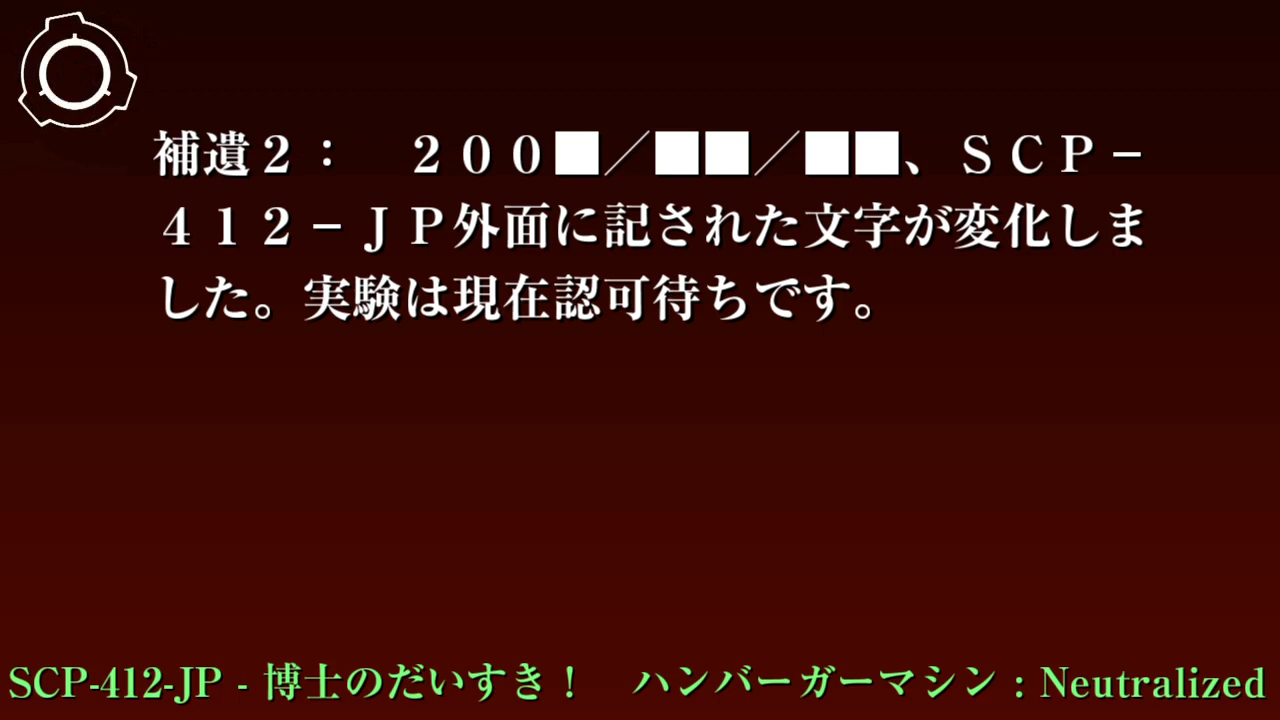 補遺２：　２００■／■■／■■、ＳＣＰ－
４１２－ＪＰ外面に記された文字が変化しま
した。実験は現在認可待ちです。
SCP-412-JP - 博士のだいすき！　ハンバーガーマシン：Neutralized